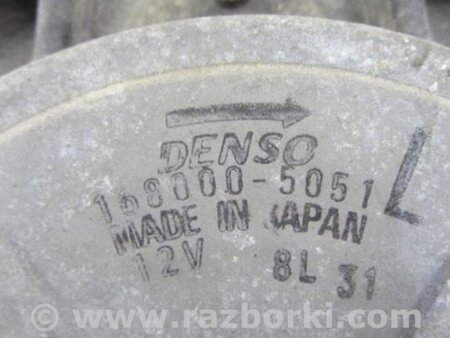 DENSO
168000-5051 L
MADE IN JAPAN
12V 8L 31
© www.razborki.com/